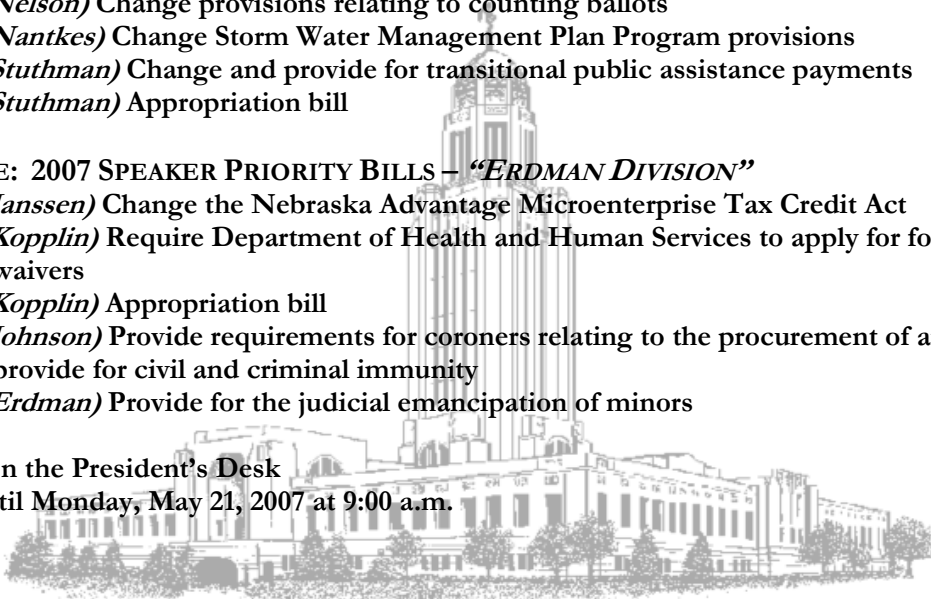 Nelson) Change provisions relating to counting ballots
Nantkes) Change Storm Water Management Plan Program provisions
Stuthman) Change and provide for transitional public assistance payments
Stuthman) Appropriation bill
E: 2007 SPEAKER PRIORITY BILLS – “ERDMAN DIVISION”
Janssen) Change the Nebraska Advantage Microenterprise Tax Credit Act
Kopplin) Require Department of Health and Human Services to apply for fo
waivers
Kopplin) Appropriation bill
Johnson) Provide requirements for coroners relating to the procurement of a
provide for civil and criminal immunity
Erdman) Provide for the judicial emancipation of minors
n the President’s Desk
til Monday, May 21, 2007 at 9:00 a.m.